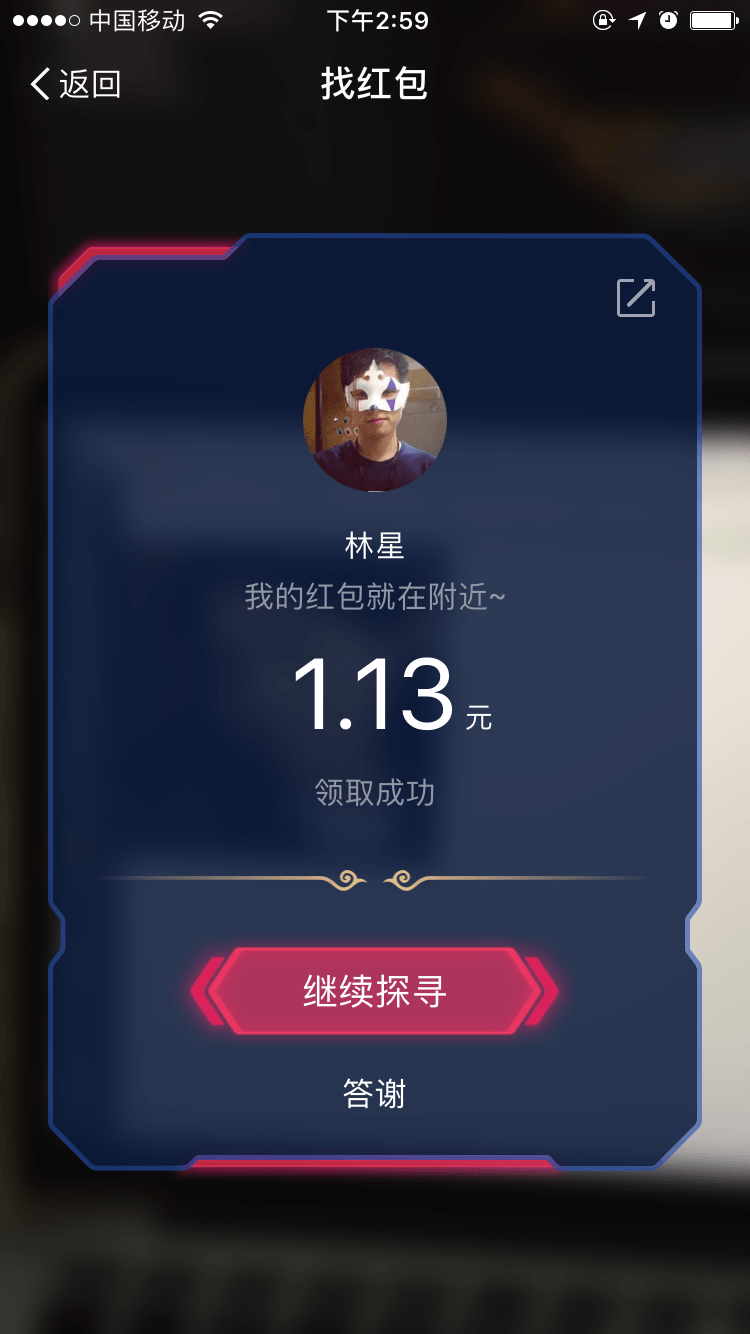 中国移动 下午2:59
返回 找红包
林星
我的红包就在附近~
1.13 元
领取成功
继续探寻
答谢